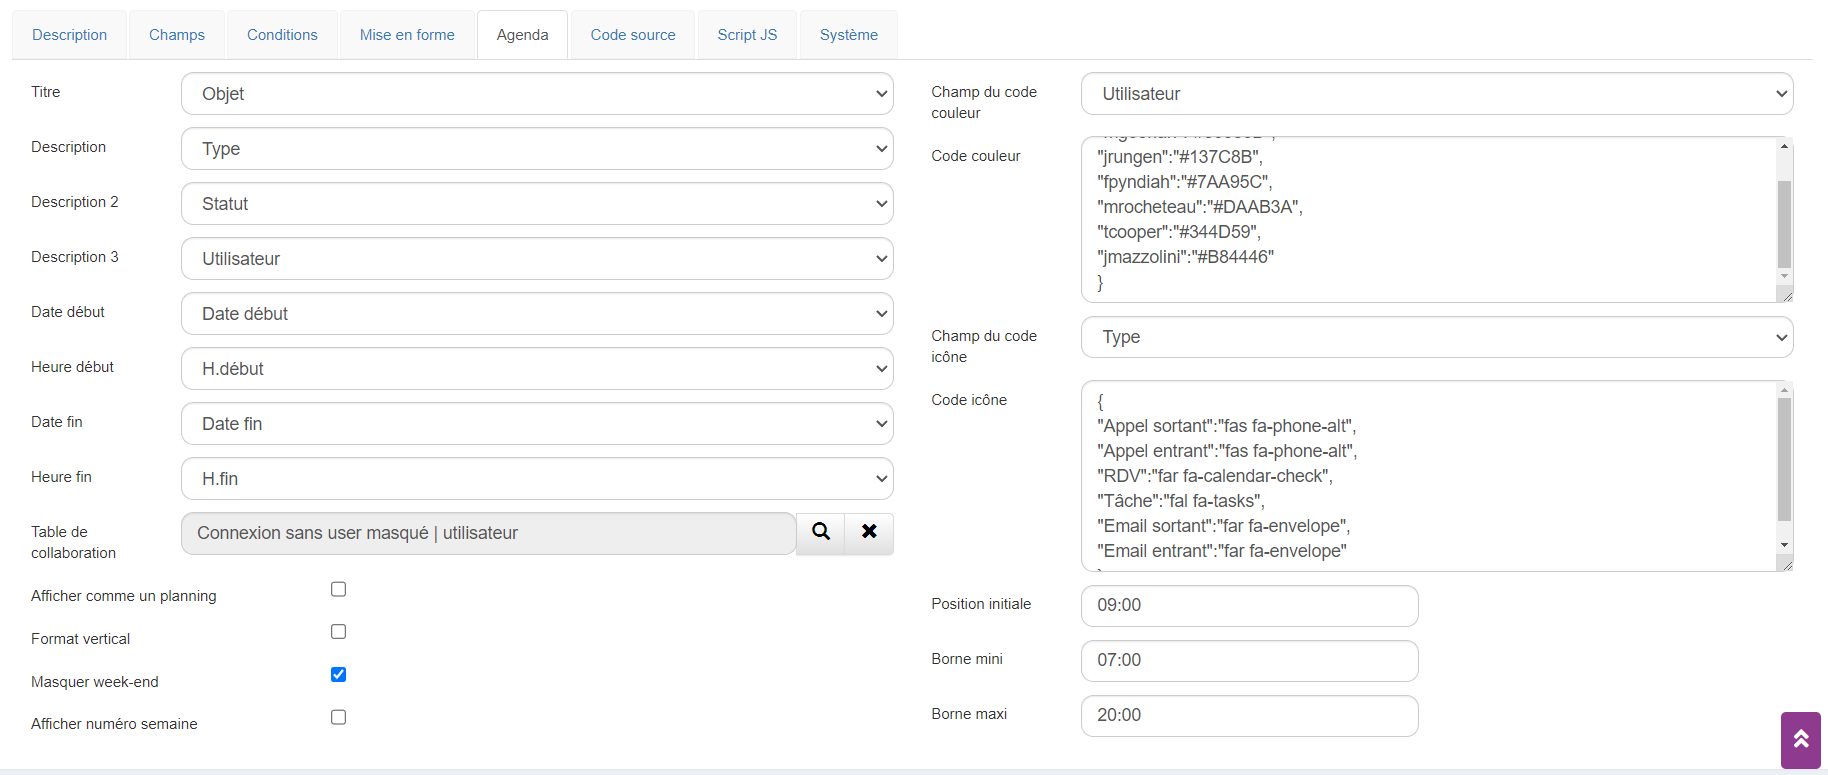 Description Champs Conditions Mise en forme Agenda Code source Script JS Système
Titre
Objet
Description
Type
Description 2
Statut
Description 3
Utilisateur
Date début
Date début
Heure début
H.début
Date fin
Date fin
Heure fin
H.fin
Table de
collaboration
Connexion sans user masqué | utilisateur
Afficher comme un planning
Format vertical
Masquer week-end
Afficher numéro semaine
Champ du code
couleur
Utilisateur
Code couleur
"jrungen":"#137C8B",
"fpyndiah":"#7AA95C",
"mrocheteau":"#DAAB3A",
"tcooper":"#344D59",
"jmazzolini":"#B84446"
}
Champ du code
icône
Type
Code icône
{
"Appel sortant":"fas fa-phone-alt",
"Appel entrant":"fas fa-phone-alt",
"RDV":"far fa-calendar-check",
"Tâche":"fal fa-tasks",
"Email sortant":"far fa-envelope",
"Email entrant":"far fa-envelope"
Position initiale
09:00
Borne mini
07:00
Borne maxi
20:00